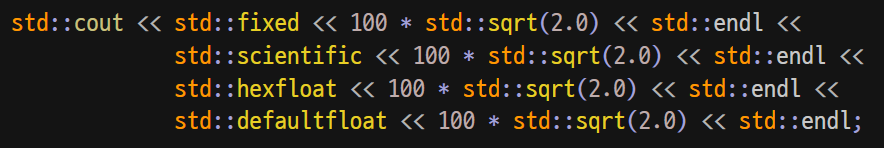 std::cout << std::fixed << 100 * std::sqrt(2.0) << std::endl <<
std::scientific << 100 * std::sqrt(2.0) << std::endl <<
std::hexfloat << 100 * std::sqrt(2.0) << std::endl <<
std::defaultfloat << 100 * std::sqrt(2.0) << std::endl;